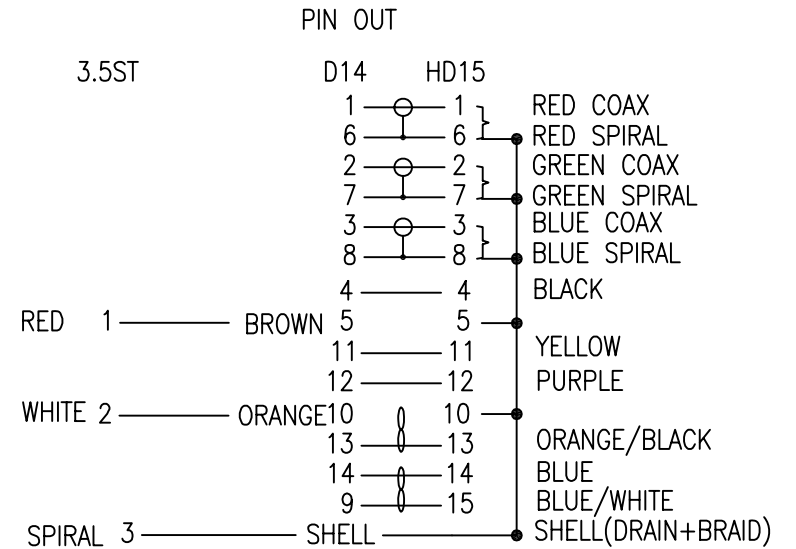 PIN OUT
3.5ST D14 HD15
1 1 RED COAX
6 6 RED SPIRAL
2 2 GREEN COAX
7 7 GREEN SPIRAL
3 3 BLUE COAX
8 8 BLUE SPIRAL
4 4 BLACK
RED 1 BROWN 5 5
11 11 YELLOW
12 12 PURPLE
WHITE 2 ORANGE 10 10
13 13 ORANGE/BLACK
14 14 BLUE
9 15 BLUE/WHITE
SPIRAL 3 SHELL SHELL(DRAIN+BRAID)